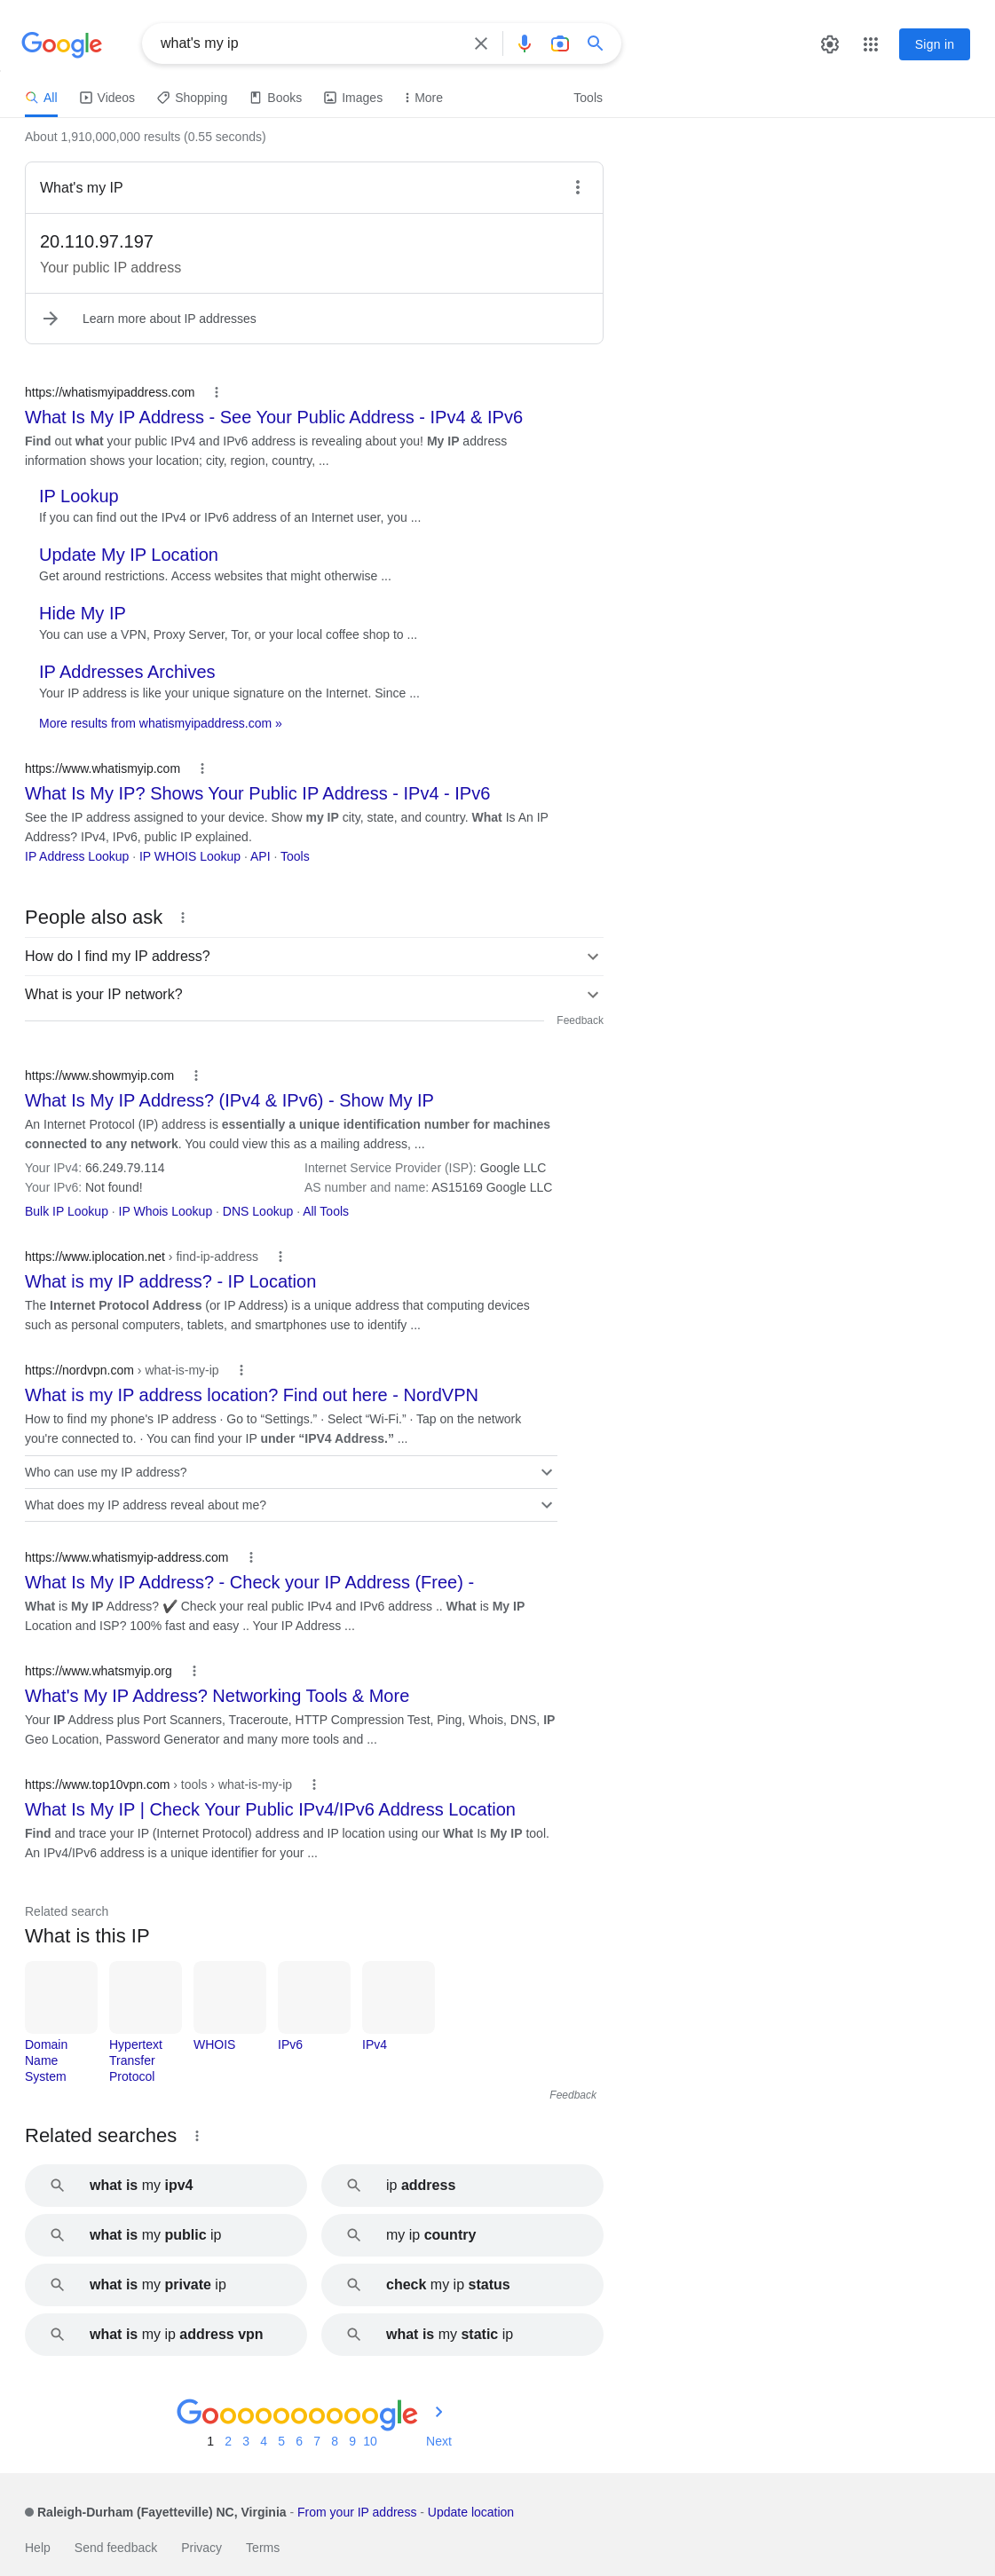 Google
what's my ip
Sign in
All
Videos
Shopping
Books
Images
More
Tools
About 1,910,000,000 results (0.55 seconds)
What's my IP
20.110.97.197
Your public IP address
Learn more about IP addresses
https://whatismyipaddress.com
What Is My IP Address - See Your Public Address - IPv4 & IPv6
Find out what your public IPv4 and IPv6 address is revealing about you! My IP address
information shows your location; city, region, country, ...
IP Lookup
If you can find out the IPv4 or IPv6 address of an Internet user, you ...
Update My IP Location
Get around restrictions. Access websites that might otherwise ...
Hide My IP
You can use a VPN, Proxy Server, Tor, or your local coffee shop to ...
IP Addresses Archives
Your IP address is like your unique signature on the Internet. Since ...
More results from whatismyipaddress.com »
https://www.whatismyip.com
What Is My IP? Shows Your Public IP Address - IPv4 - IPv6
See the IP address assigned to your device. Show my IP city, state, and country. What Is An IP
Address? IPv4, IPv6, public IP explained.
IP Address Lookup · IP WHOIS Lookup · API · Tools
People also ask
How do I find my IP address?
What is your IP network?
Feedback
https://www.showmyip.com
What Is My IP Address? (IPv4 & IPv6) - Show My IP
An Internet Protocol (IP) address is essentially a unique identification number for machines
connected to any network. You could view this as a mailing address, ...
Your IPv4: 66.249.79.114 Internet Service Provider (ISP): Google LLC
Your IPv6: Not found! AS number and name: AS15169 Google LLC
Bulk IP Lookup · IP Whois Lookup · DNS Lookup · All Tools
https://www.iplocation.net › find-ip-address
What is my IP address? - IP Location
The Internet Protocol Address (or IP Address) is a unique address that computing devices
such as personal computers, tablets, and smartphones use to identify ...
https://nordvpn.com › what-is-my-ip
What is my IP address location? Find out here - NordVPN
How to find my phone's IP address · Go to “Settings.” · Select “Wi-Fi.” · Tap on the network
you're connected to. · You can find your IP under “IPV4 Address.” ...
Who can use my IP address?
What does my IP address reveal about me?
https://www.whatismyip-address.com
What Is My IP Address? - Check your IP Address (Free) -
What is My IP Address? ✔ Check your real public IPv4 and IPv6 address .. What is My IP
Location and ISP? 100% fast and easy .. Your IP Address ...
https://www.whatsmyip.org
What's My IP Address? Networking Tools & More
Your IP Address plus Port Scanners, Traceroute, HTTP Compression Test, Ping, Whois, DNS, IP
Geo Location, Password Generator and many more tools and ...
https://www.top10vpn.com › tools › what-is-my-ip
What Is My IP | Check Your Public IPv4/IPv6 Address Location
Find and trace your IP (Internet Protocol) address and IP location using our What Is My IP tool.
An IPv4/IPv6 address is a unique identifier for your ...
Related search
What is this IP
Domain
Name
System
Hypertext
Transfer
Protocol
WHOIS
IPv6
IPv4
Feedback
Related searches
what is my ipv4
ip address
what is my public ip
my ip country
what is my private ip
check my ip status
what is my ip address vpn
what is my static ip
Goooooooooogle
1 2 3 4 5 6 7 8 9 10 Next
Raleigh-Durham (Fayetteville) NC, Virginia - From your IP address - Update location
Help Send feedback Privacy Terms